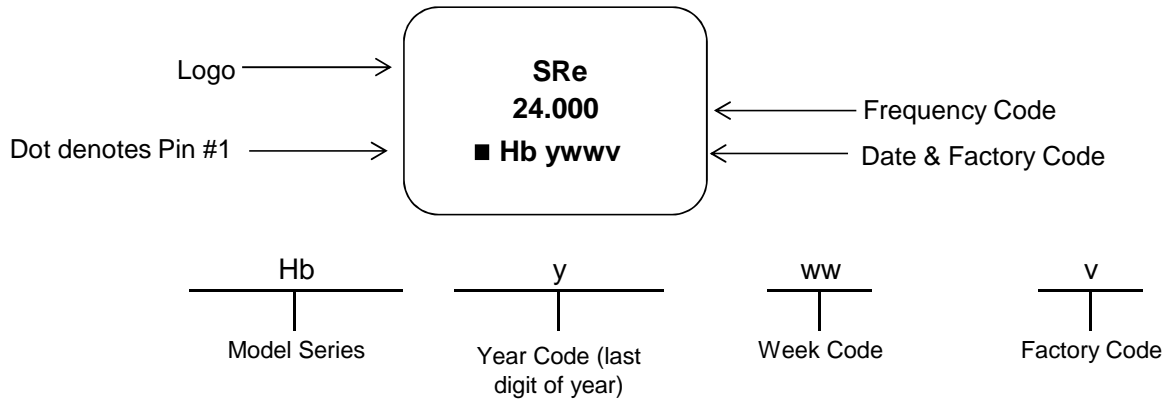 Logo
SRe
24.000
Frequency Code
Dot denotes Pin #1
■ Hb ywwv
Date & Factory Code
Hb
y
ww
v
Model Series
Year Code (last
digit of year)
Week Code
Factory Code